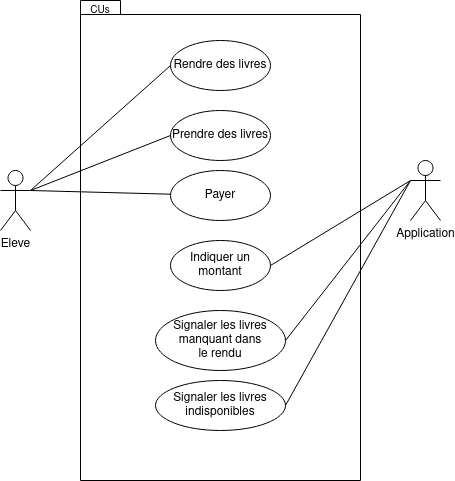 CUs
Rendre des livres
Prendre des livres
Payer
Eleve
Application
Indiquer un
montant
Signaler les livres
manquant dans
le rendu
Signaler les livres
indisponibles